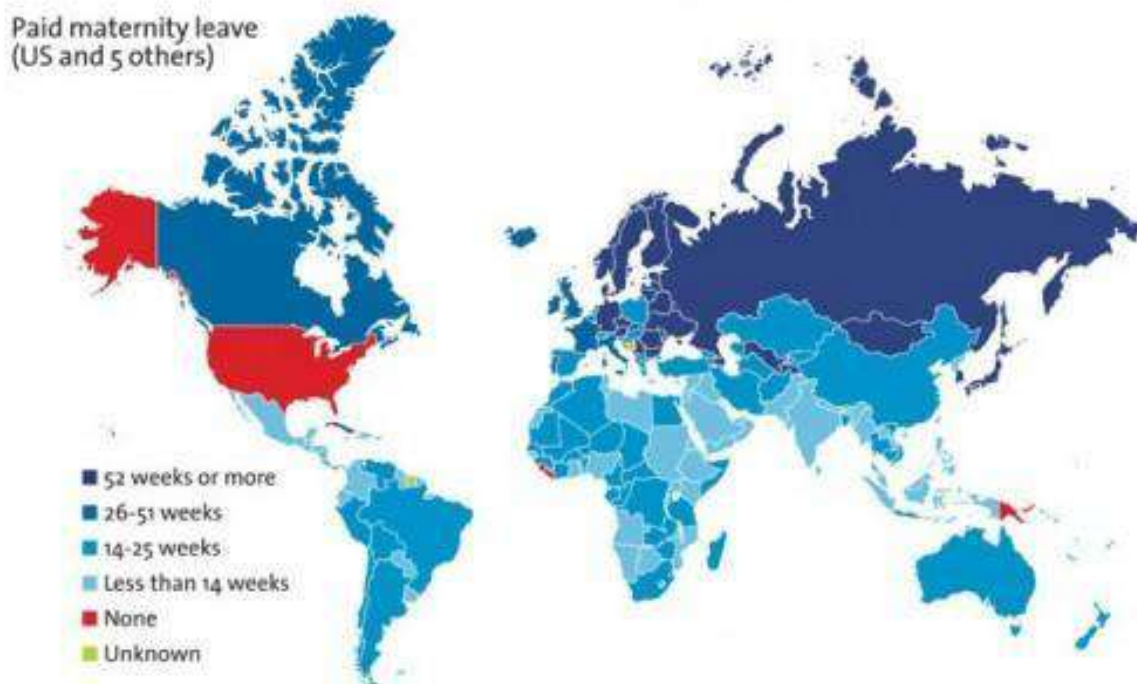 Paid maternity leave
(US and 5 others)
52 weeks or more
26-51 weeks
14-25 weeks
Less than 14 weeks
None
Unknown